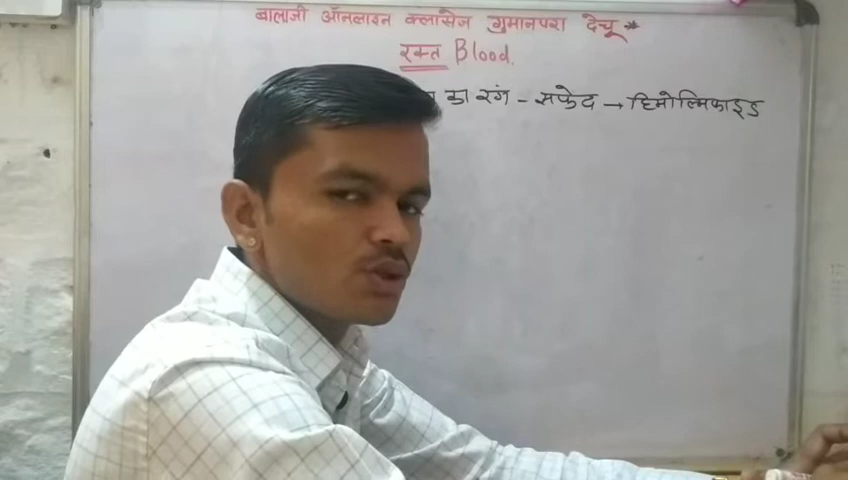 बालाजी ऑनलाइन क्लासेज गुमानपरा देचू *
रक्त Blood.
का रंग - सफेद → हिमोल्मिफाइड